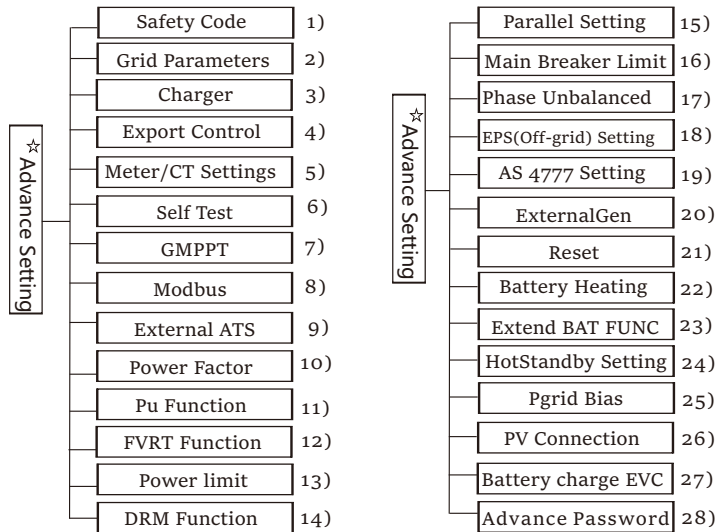 ☆Advance Setting
Safety Code 1)
Grid Parameters 2)
Charger 3)
Export Control 4)
Meter/CT Settings 5)
Self Test 6)
GMPPT 7)
Modbus 8)
External ATS 9)
Power Factor 10)
Pu Function 11)
FVRT Function 12)
Power limit 13)
DRM Function 14)
☆Advance Setting
Parallel Setting 15)
Main Breaker Limit 16)
Phase Unbalanced 17)
EPS(Off-grid) Setting 18)
AS 4777 Setting 19)
ExternalGen 20)
Reset 21)
Battery Heating 22)
Extend BAT FUNC 23)
HotStandby Setting 24)
Pgrid Bias 25)
PV Connection 26)
Battery charge EVC 27)
Advance Password 28)